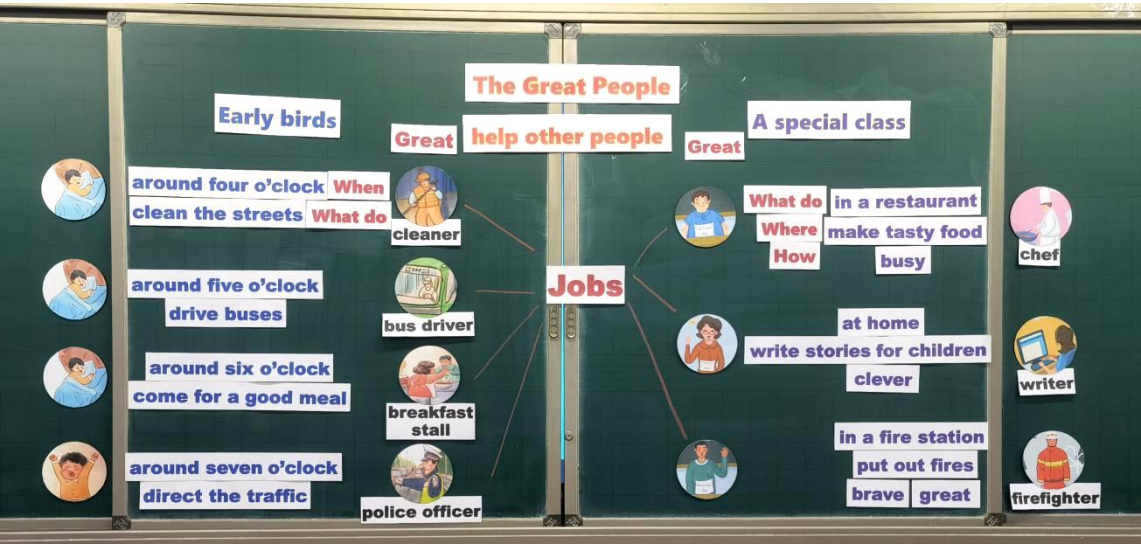 The Great People
help other people
Early birds
Great
around four o'clock When
clean the streets What do
cleaner
around five o'clock
drive buses
bus driver
around six o'clock
come for a good meal
breakfast
stall
around seven o'clock
direct the traffic
police officer
Jobs
A special class
Great
What do in a restaurant
Where make tasty food
How busy
chef
at home
write stories for children
clever
writer
in a fire station
put out fires
brave great
firefighter